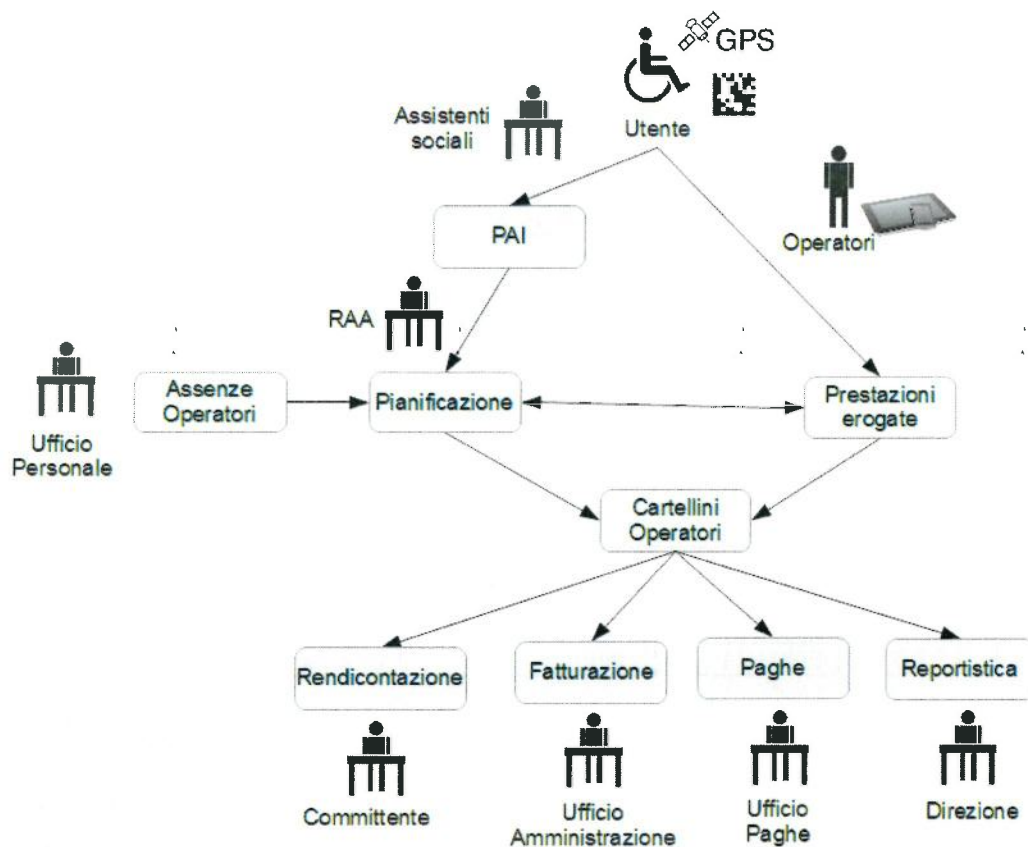 GPS
Assistenti
sociali
Utente
PAI
Operatori
RAA
Assenze
Operatori
Pianificazione
Prestazioni
erogate
Ufficio
Personale
Cartellini
Operatori
Rendicontazione
Fatturazione
Paghe
Reportistica
Committente
Ufficio
Amministrazione
Ufficio
Paghe
Direzione